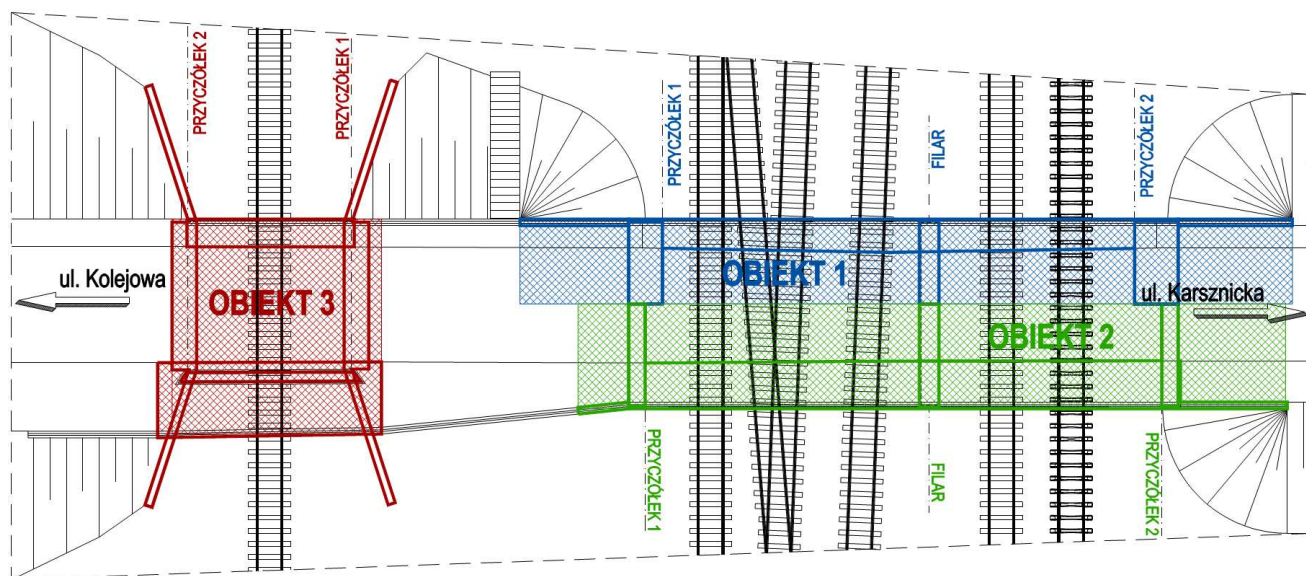 PRZYCZÓŁEK 2
PRZYCZÓŁEK 1
PRZYCZÓŁEK 1
FILAR
PRZYCZÓŁEK 2
ul. Kolejowa
OBIEKT 3
OBIEKT 1
ul. Karsznicka
OBIEKT 2
PRZYCZÓŁEK 1
FILAR
PRZYCZÓŁEK 2